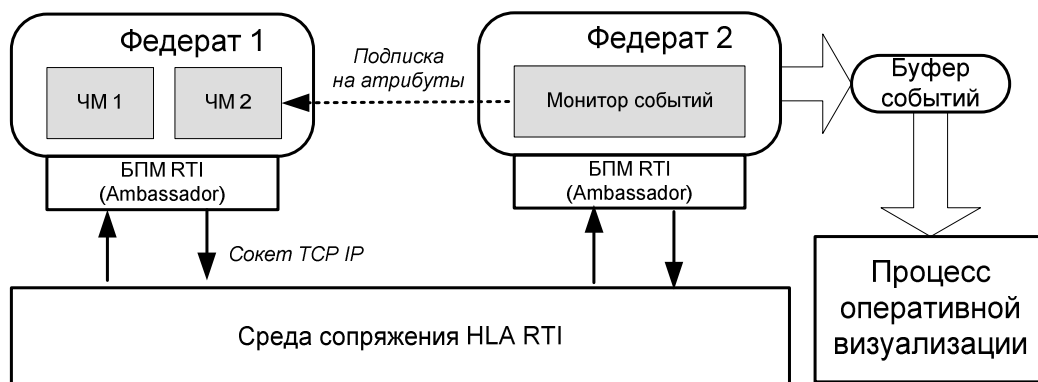 Федерат 1
ЧМ 1
ЧМ 2
БПМ RTI
(Ambassador)
Подписка
на атрибуты
Федерат 2
Монитор событий
БПМ RTI
(Ambassador)
Буфер
событий
Сокет TCP IP
Среда сопряжения HLA RTI
Процесс
оперативной
визуализации